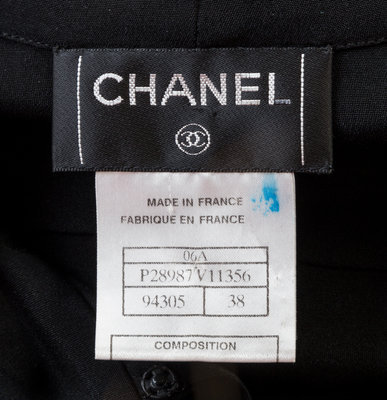 CHANEL
MADE IN FRANCE
FABRIQUE EN FRANCE
06A
P28987V11356
94305 38
COMPOSITION